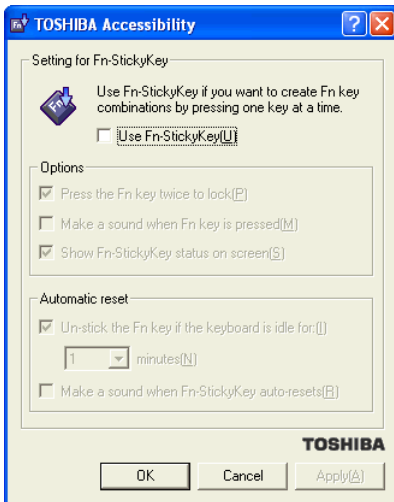 TOSHIBA Accessibility
Setting for Fn-StickyKey
Use Fn-StickyKey if you want to create Fn key
combinations by pressing one key at a time.
Use Fn-StickyKey(U)
Options
Press the Fn key twice to lock(P)
Make a sound when Fn key is pressed(M)
Show Fn-StickyKey status on screen(S)
Automatic reset
Un-stick the Fn key if the keyboard is idle for:(I)
1 minutes(N)
Make a sound when Fn-StickyKey auto-resets(R)
TOSHIBA
OK Cancel Apply(A)